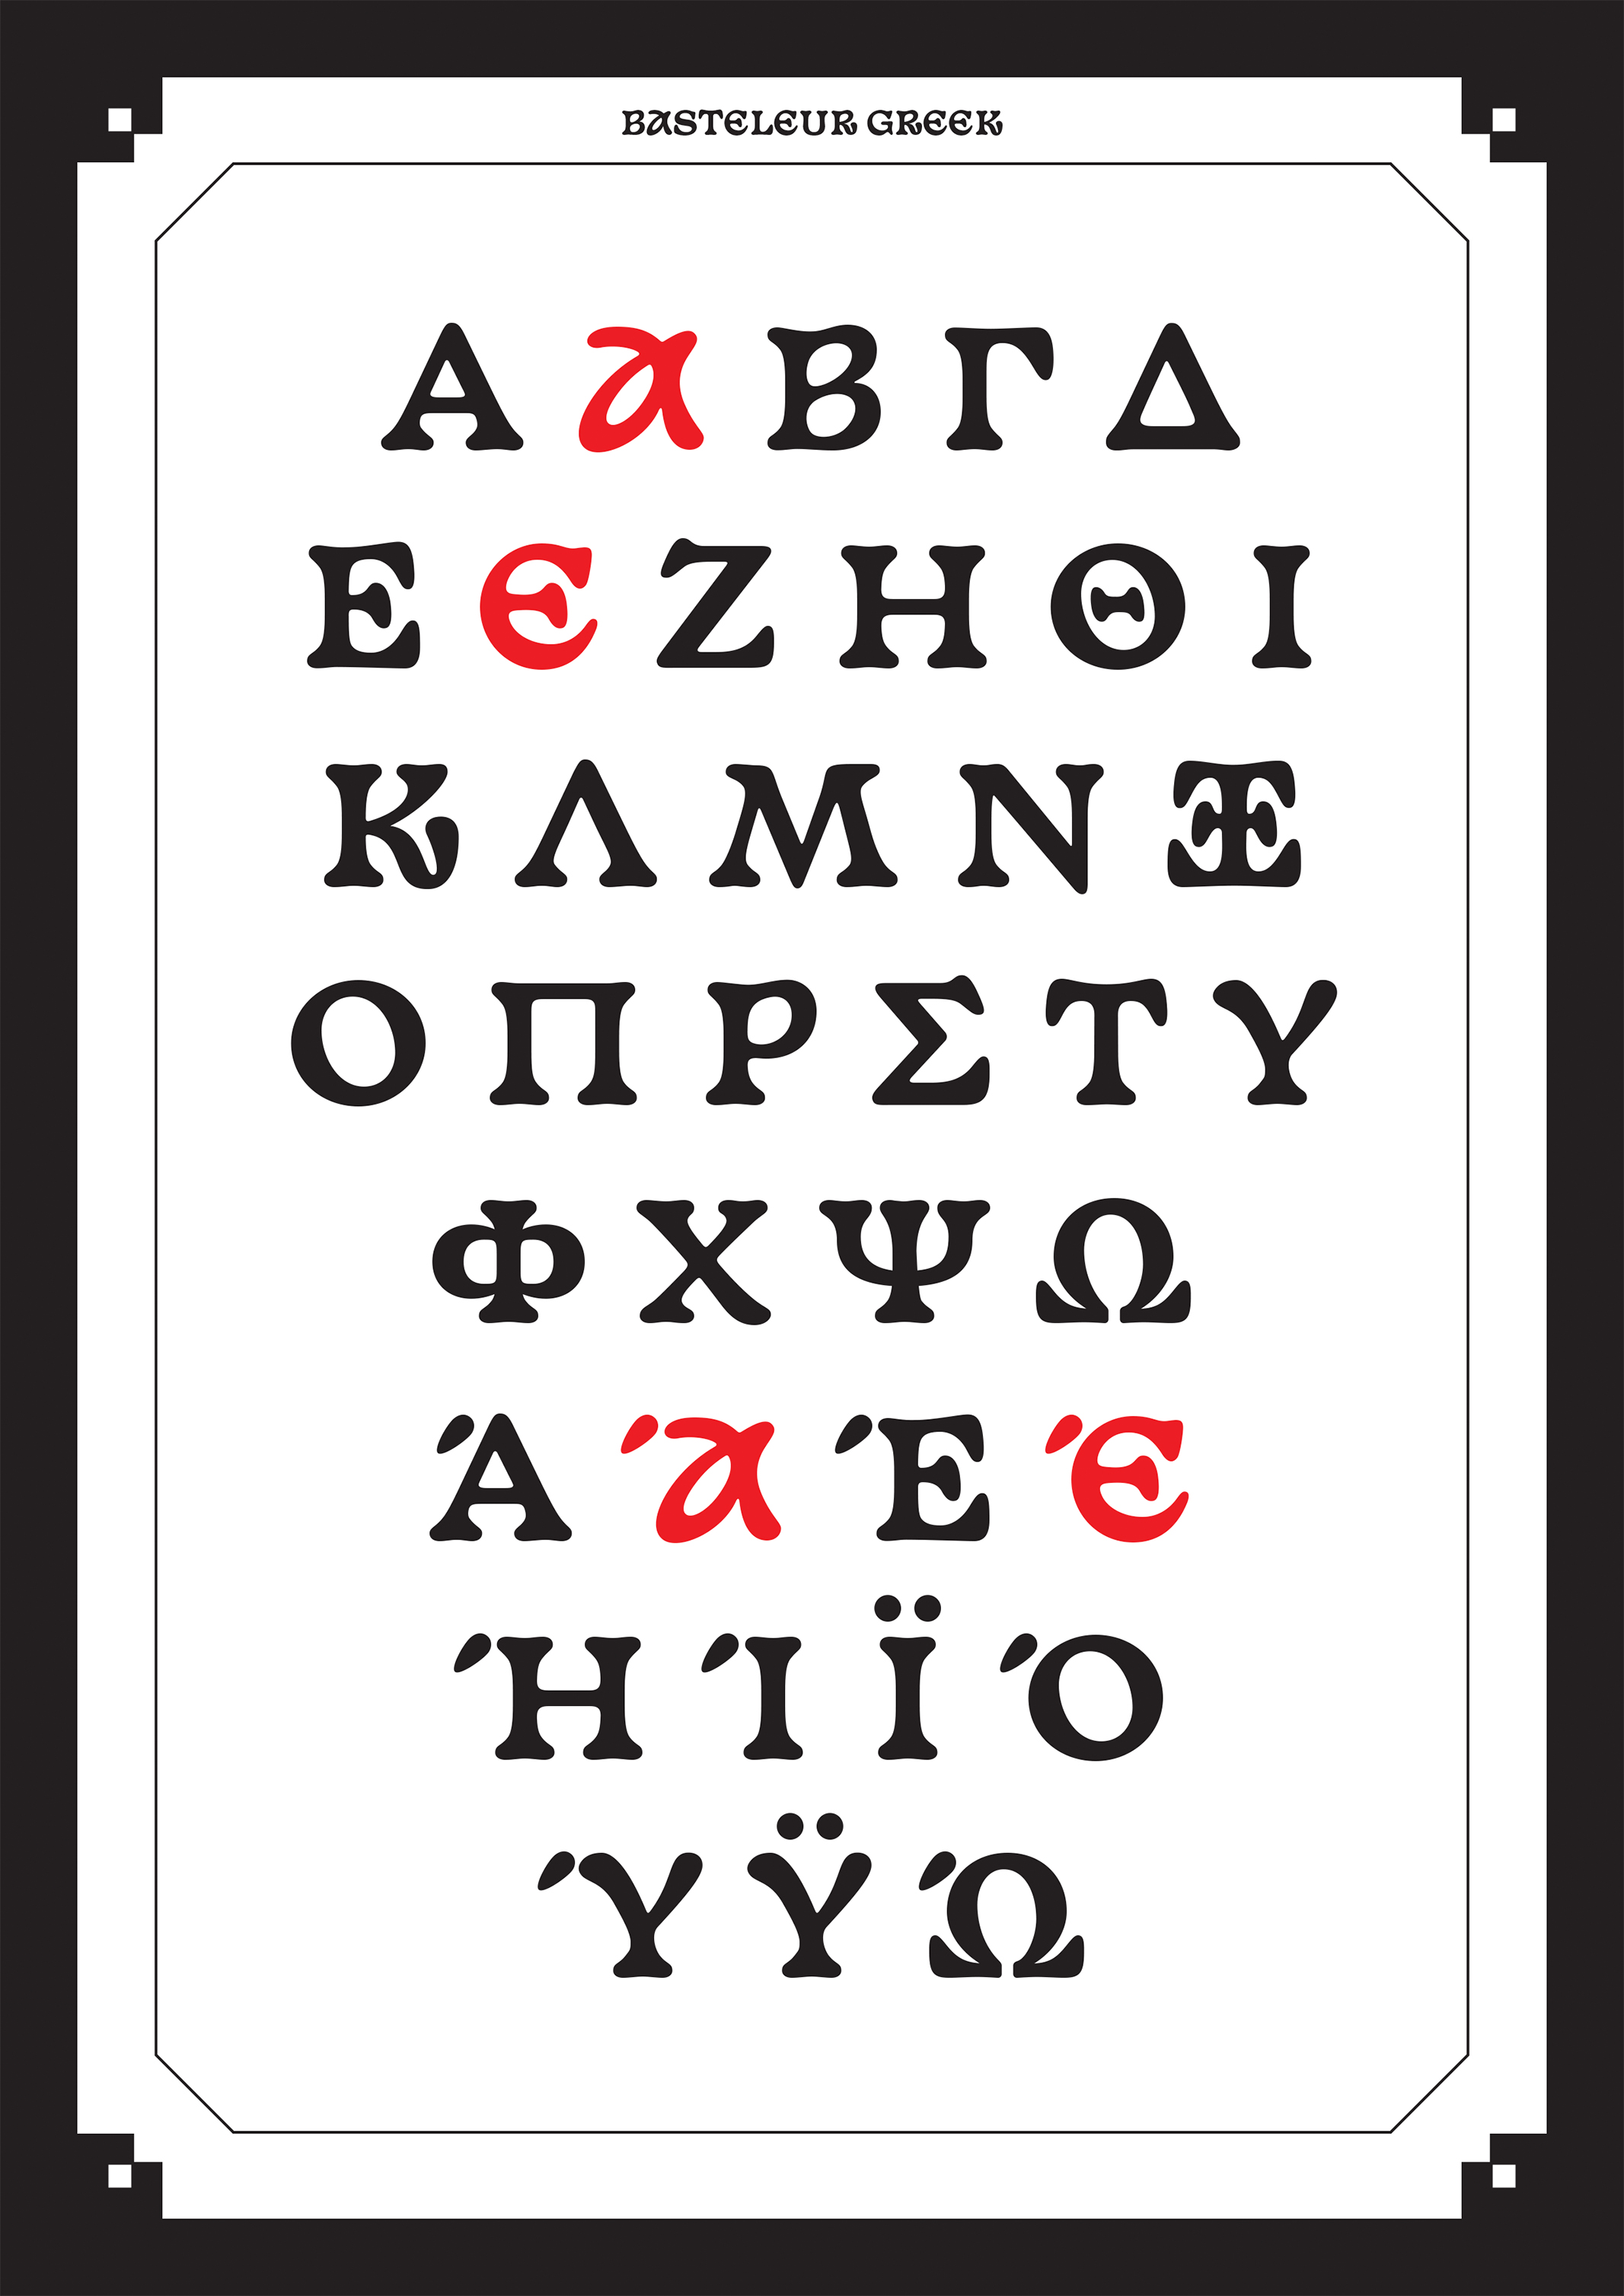 BASTELEUR GREEK
Α Α Β Γ Δ
Ε Ε Ζ Η Θ Ι
Κ Λ Μ Ν Ξ
Ο Π Ρ Σ Τ Υ
Φ Χ Ψ Ω
Ά Ά Έ Έ
Ή Ί Ϊ Ό
Ύ Ϋ Ώ